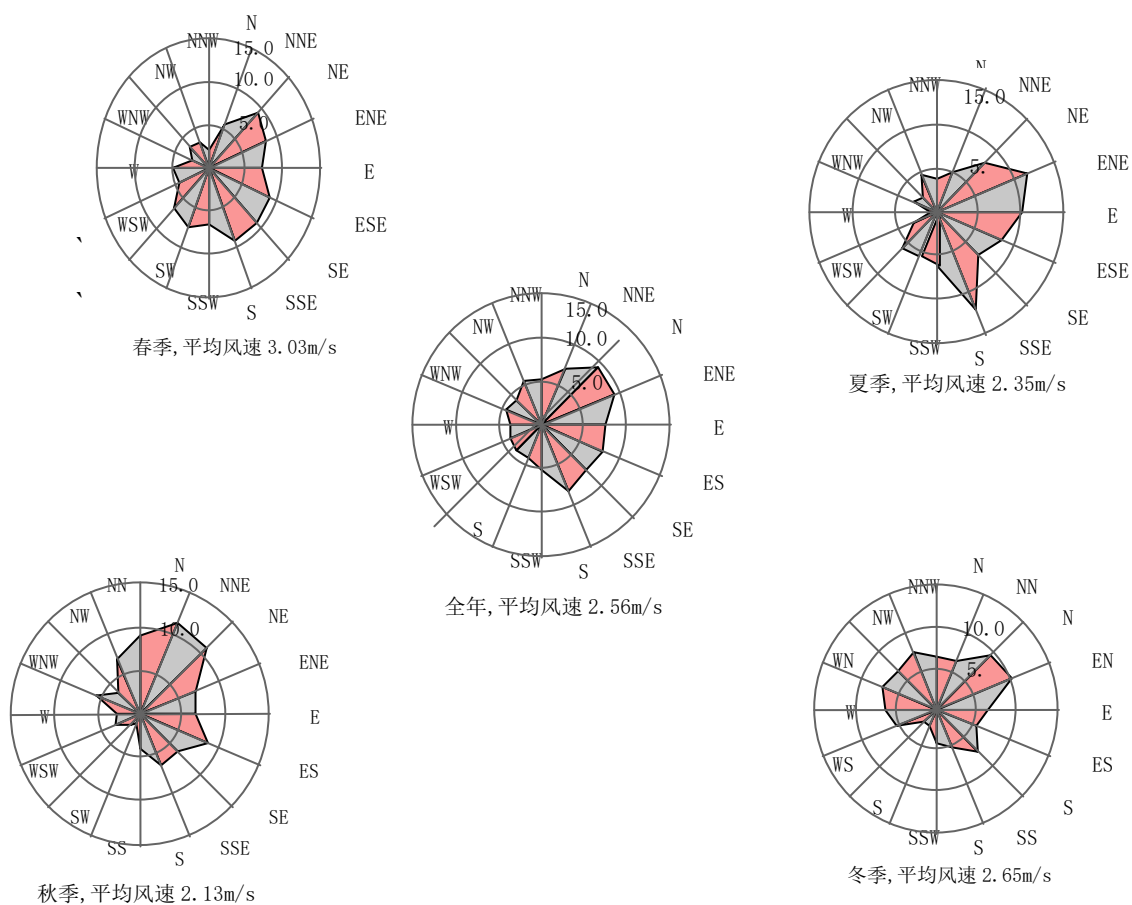 N
NNW
15.0
NNE
NW
10.0
NE
WNW
5.0
ENE
W
E
WSW
ESE
SW
SE
SSW
S
SSE
春季,平均风速 3.03m/s
N
NNW
15.0
NNE
NW
NE
WNW
5.
ENE
W
E
WSW
ESE
SW
SE
SSW
S
SSE
夏季,平均风速 2.35m/s
N
NNW
15.0
NNE
NW
10.0
N
WNW
5.0
ENE
W
E
WSW
ES
S
SE
SSW
S
SSE
全年,平均风速 2.56m/s
N
NN
15.0
NNE
NW
10.0
NE
WNW
ENE
W
E
WSW
ES
SW
SE
SS
S
SSE
秋季,平均风速 2.13m/s
N
NNW
NN
10.0
N
WN
5.
EN
W
E
WS
ES
S
S
SSW
S
SS
冬季,平均风速 2.65m/s